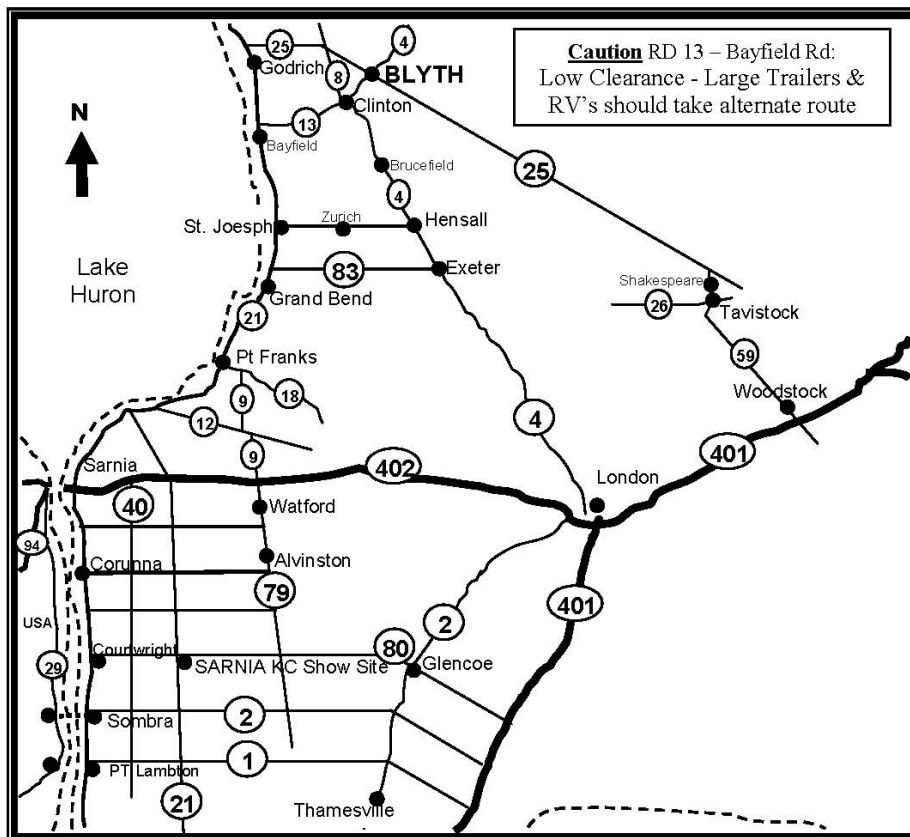 Caution RD 13 – Bayfield Rd:
Low Clearance - Large Trailers &
RV's should take alternate route
4
25
Godrich
8
BLYTH
Clinton
N
13
Bayfield
Brucefield
25
4
St. Joesph
Zurich
Hensall
Lake
Huron
83
Exeter
Grand Bend
Shakespeare
26
Tavistock
21
59
Pt Franks
9
18
Woodstock
12
4
9
401
Sarnia
402
London
40
Watford
94
Alvinston
Corunna
79
401
USA
2
80
Courtwright
SARNIA KC Show Site
Glencoe
29
Sombra
2
1
PT Lambton
21
Thamesville